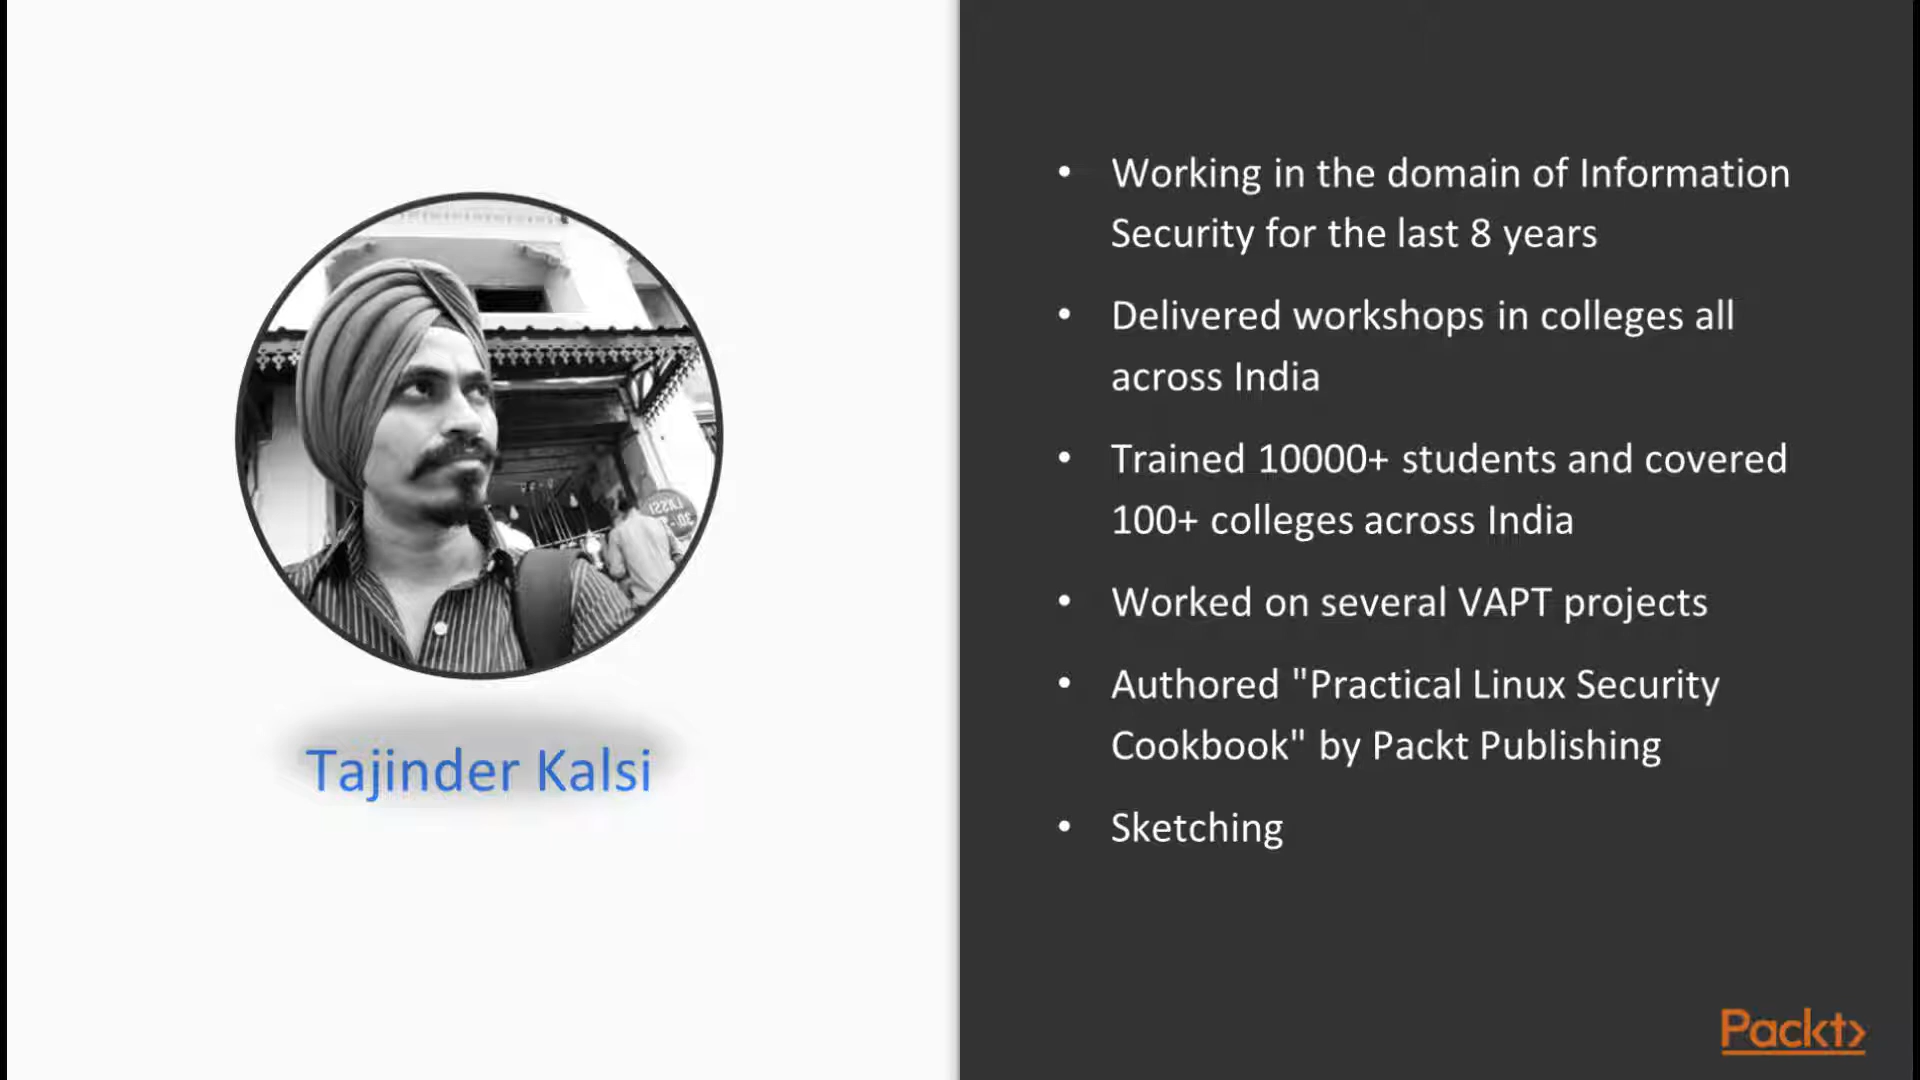 Tajinder Kalsi
• Working in the domain of Information
Security for the last 8 years
• Delivered workshops in colleges all
across India
• Trained 10000+ students and covered
100+ colleges across India
• Worked on several VAPT projects
• Authored "Practical Linux Security
Cookbook" by Packt Publishing
• Sketching
LASSI
30/-
Packt>